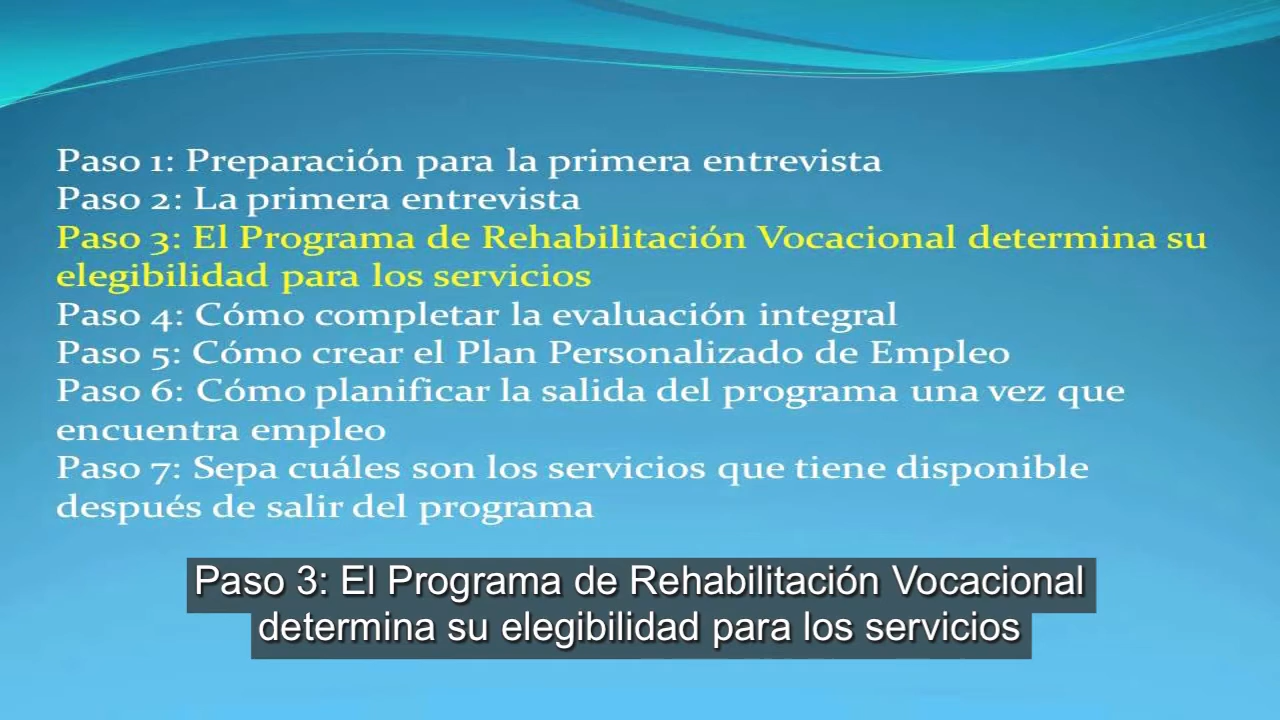 Paso 1: Preparación para la primera entrevista
Paso 2: La primera entrevista
Paso 3: El Programa de Rehabilitación Vocacional determina su
elegibilidad para los servicios
Paso 4: Cómo completar la evaluación integral
Paso 5: Cómo crear el Plan Personalizado de Empleo
Paso 6: Cómo planificar la salida del programa una vez que
encuentra empleo
Paso 7: Sepa cuáles son los servicios que tiene disponible
después de salir del programa
Paso 3: El Programa de Rehabilitación Vocacional
determina su elegibilidad para los servicios